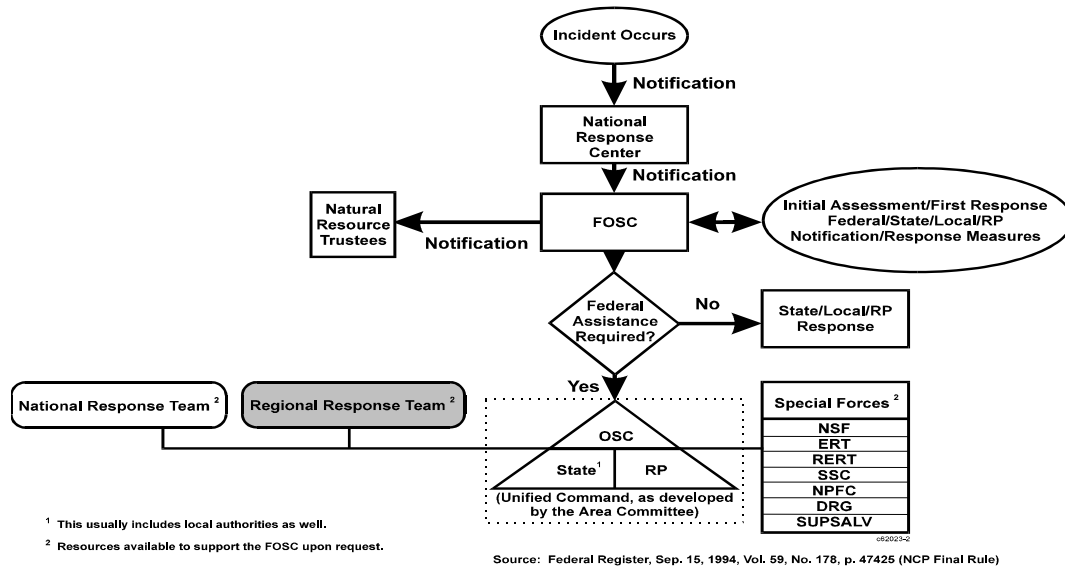 Incident Occurs
Notification
National
Response
Center
Notification
Natural
Resource
Trustees
Notification
FOSC
Initial Assessment/First Response
Federal/State/Local/RP
Notification/Response Measures
Federal
Assistance
Required?
No
State/Local/RP
Response
Yes
National Response Team 2
Regional Response Team 2
OSC
State 1
RP
(Unified Command, as developed
by the Area Committee)
Special Forces 2
NSF
ERT
RERT
SSC
NPFC
DRG
SUPSALV
c62023-2
1 This usually includes local authorities as well.
2 Resources available to support the FOSC upon request.
Source: Federal Register, Sep. 15, 1994, Vol. 59, No. 178, p. 47425 (NCP Final Rule)